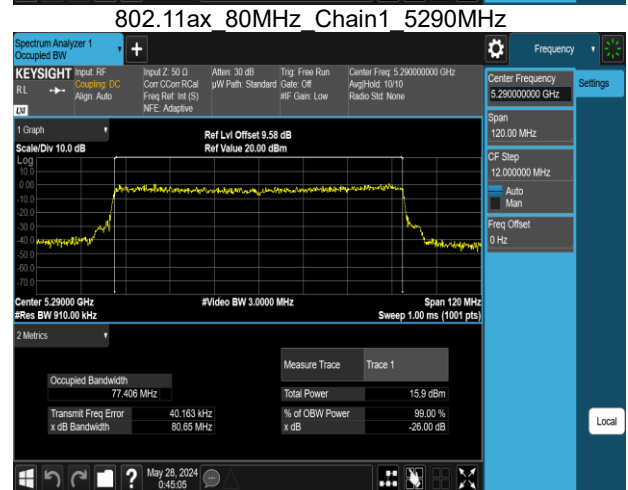 802.11ax_80MHz_Chain1_5290MHz
Spectrum Analyzer 1
Occupied BW
Frequency
KEYSIGHT
Input: RF
Input Z: 50 Ω
Atten: 30 dB
Trig: Free Run
Center Freq: 5.290000000 GHz
RL
Coupling: DC
Corr CCorr RCal
µW Path: Standard
Gate: Off
Avg|Hold: 10/10
Align: Auto
Freq Ref: Int (S)
#IF Gain: Low
Radio Std: None
LXI
NFE: Adaptive
Center Frequency
5.290000000 GHz
Settings
Span
120.00 MHz
CF Step
12.000000 MHz
Auto
Man
Freq Offset
0 Hz
1 Graph
Ref Lvl Offset 9.58 dB
Scale/Div 10.0 dB
Ref Value 20.00 dBm
Log
10.0
0.00
-10.0
-20.0
-30.0
-40.0
-50.0
-60.0
-70.0
Center 5.29000 GHz
#Video BW 3.0000 MHz
Span 120 MHz
#Res BW 910.00 kHz
Sweep 1.00 ms (1001 pts)
2 Metrics
Measure Trace
Trace 1
Occupied Bandwidth
77.406 MHz
Total Power
15.9 dBm
Transmit Freq Error
40.163 kHz
% of OBW Power
99.00 %
x dB Bandwidth
80.65 MHz
x dB
-26.00 dB
Local
?
May 28, 2024
0:45:05